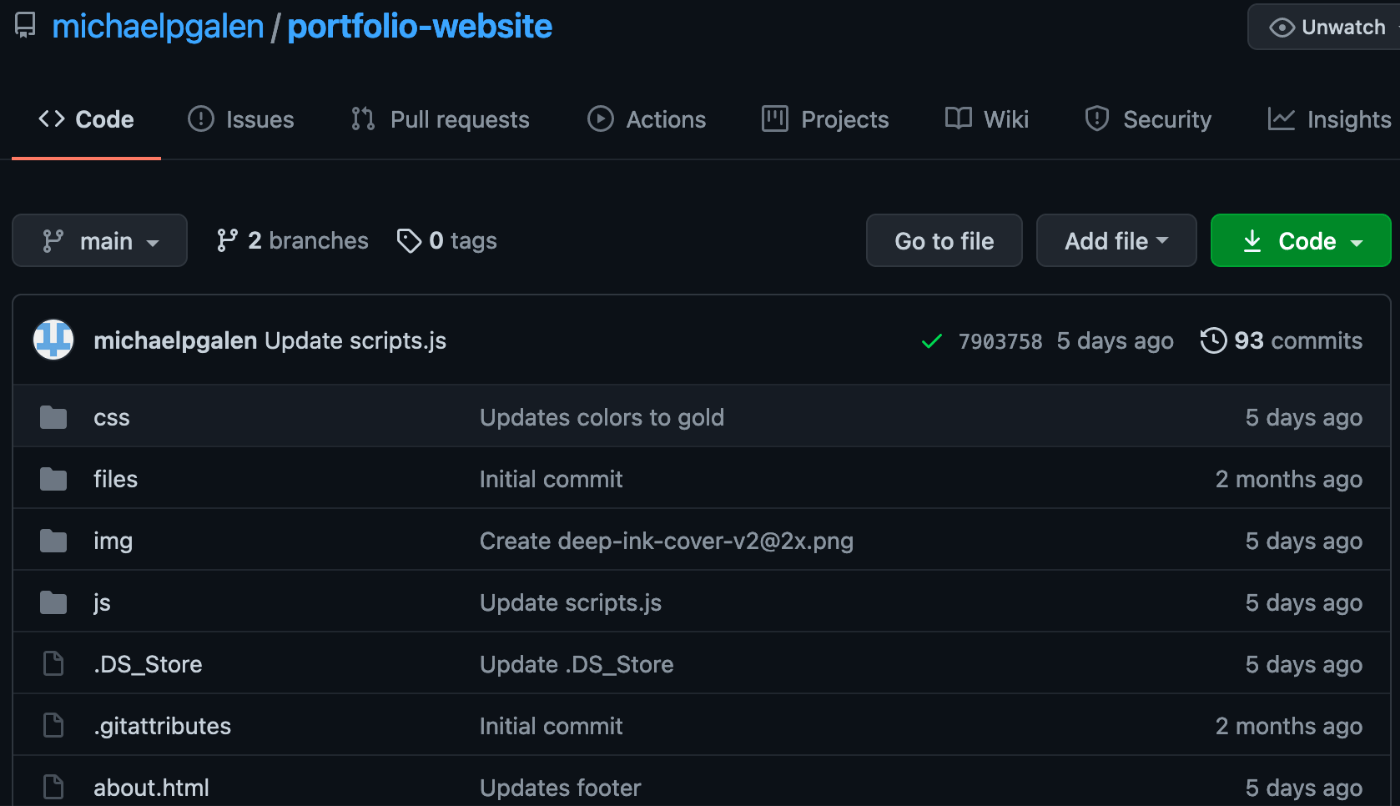 michaelpgalen / portfolio-website Unwatch
Code Issues Pull requests Actions Projects Wiki Security Insights
main 2 branches 0 tags Go to file Add file Code
michaelpgalen Update scripts.js 7903758 5 days ago 93 commits
css Updates colors to gold 5 days ago
files Initial commit 2 months ago
img Create deep-ink-cover-v2@2x.png 5 days ago
js Update scripts.js 5 days ago
.DS_Store Update .DS_Store 5 days ago
.gitattributes Initial commit 2 months ago
about.html Updates footer 5 days ago